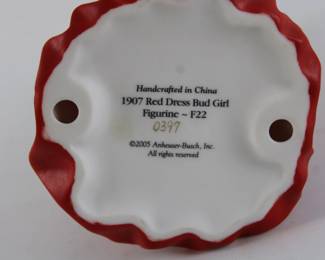 Handcrafted in China
1907 Red Dress Bud Girl
Figurine ~ F22
0397
©2005 Anheuser-Busch, Inc.
All rights reserved